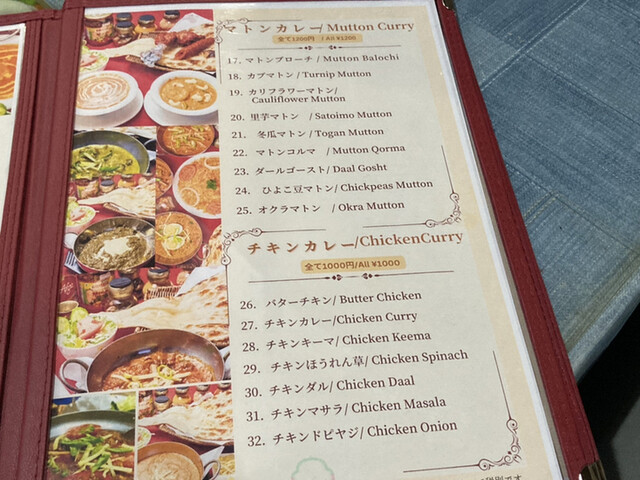 マトンカレー/Mutton Curry
全て1200円 / All ¥1200
17. マトンブローチ / Mutton Balochi
18. カブマトン / Turnip Mutton
19. カリフラワーマトン/
Cauliflower Mutton
20. 里芋マトン / Satoimo Mutton
21. 冬瓜マトン / Togan Mutton
22. マトンコルマ / Mutton Qorma
23. ダールゴースト/ Daal Gosht
24. ひよこ豆マトン/ Chickpeas Mutton
25. オクラマトン / Okra Mutton
チキンカレー/ChickenCurry
全て1000円/All ¥1000
26. バターチキン/ Butter Chicken
27. チキンカレー/Chicken Curry
28. チキンキーマ/ Chicken Keema
29. チキンほうれん草/ Chicken Spinach
30. チキンダル/ Chicken Daal
31. チキンマサラ/ Chicken Masala
32. チキンドピヤジ/ Chicken Onion